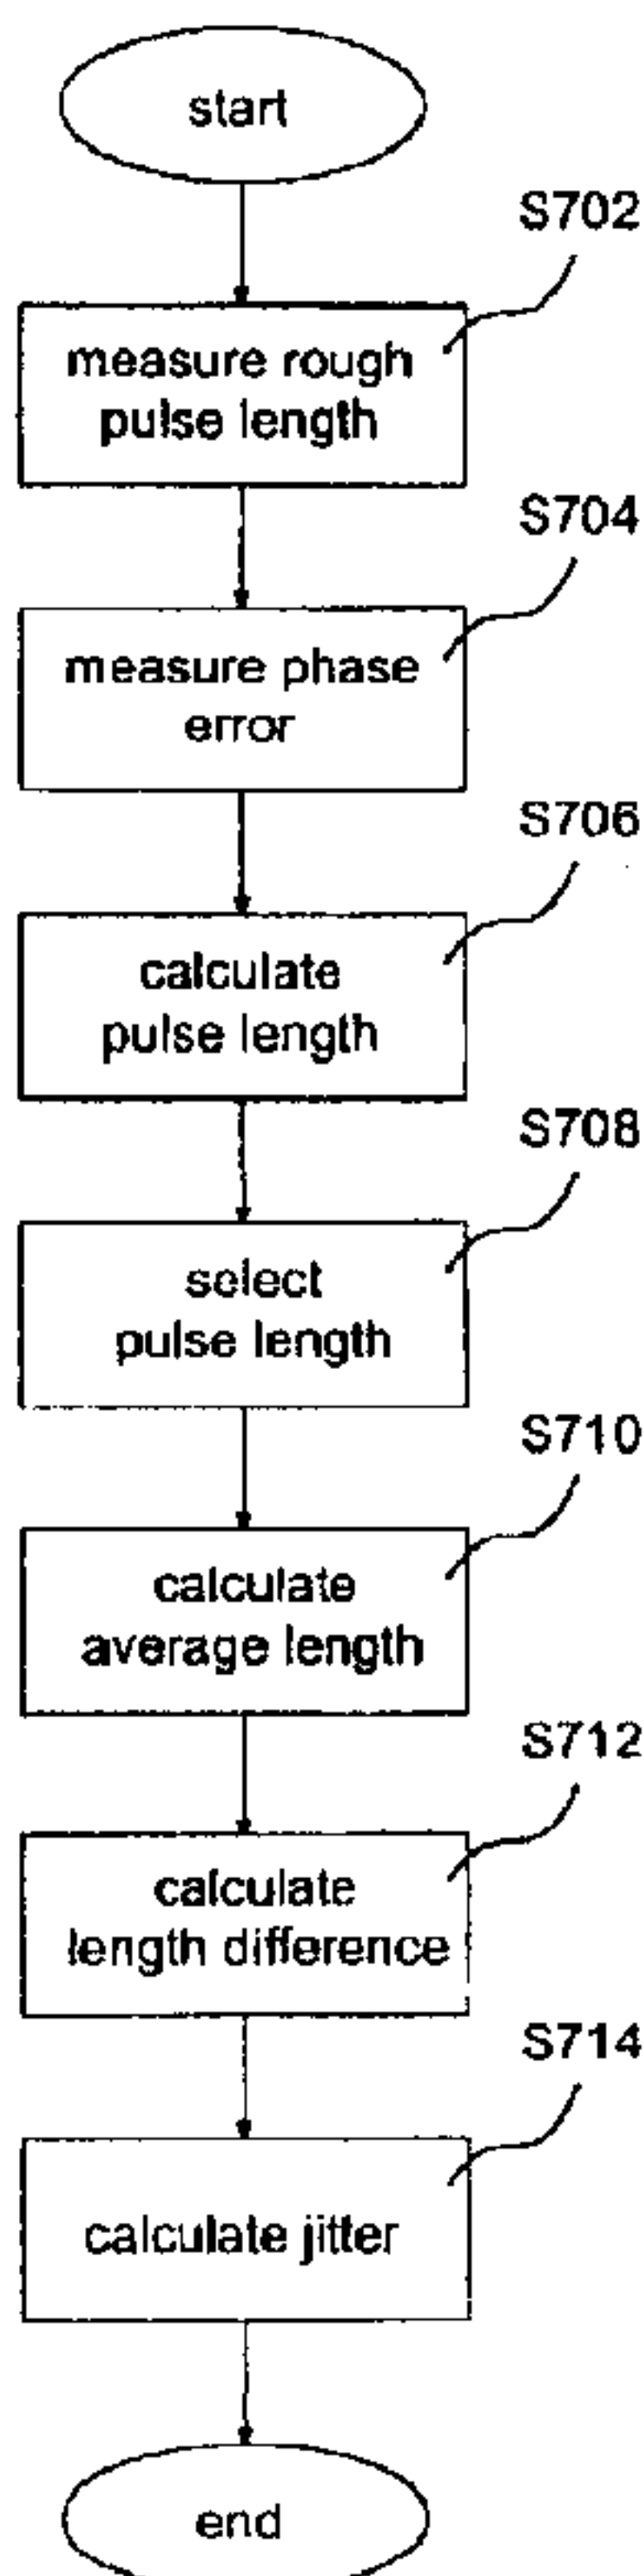 start
S702
measure rough
pulse length
S704
measure phase
error
S706
calculate
pulse length
S708
select
pulse length
S710
calculate
average length
S712
calculate
length difference
S714
calculate jitter
end